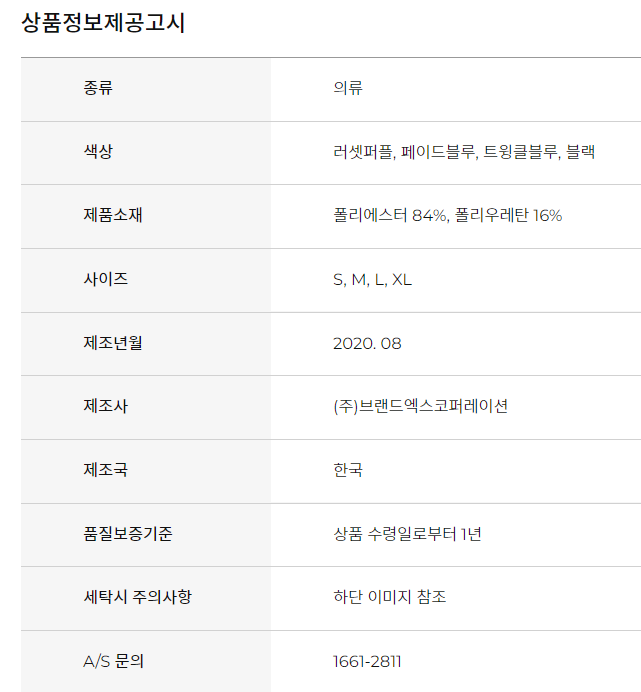 상품정보제공고시
종류 의류
색상 러셋퍼플, 페이드블루, 트윙클블루, 블랙
제품소재 폴리에스터 84%, 폴리우레탄 16%
사이즈 S, M, L, XL
제조년월 2020. 08
제조사 (주)브랜드엑스코퍼레이션
제조국 한국
품질보증기준 상품 수령일로부터 1년
세탁시 주의사항 하단 이미지 참조
A/S 문의 1661-2811